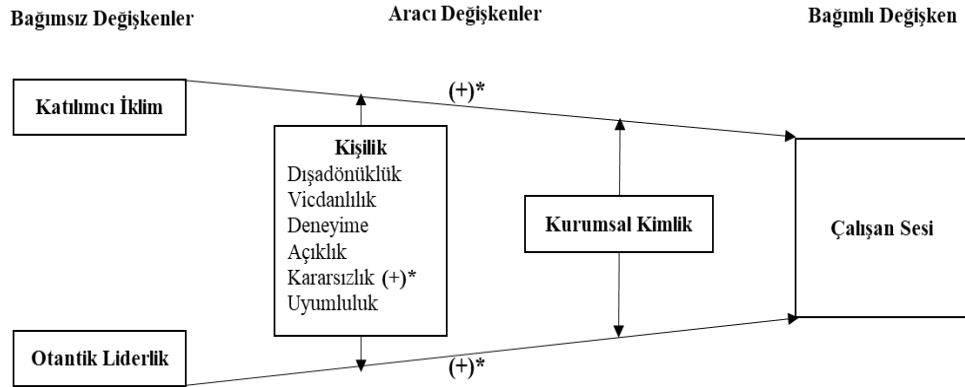 Bağımsız Değişkenler
Aracı Değişkenler
Bağımlı Değişken
Katılımcı İklim
(+)*
Kişilik
Dışadönüklük
Vicdanlılık
Deneyime
Açıklık
Kararsızlık (+)*
Uyumluluk
Kurumsal Kimlik
Çalışan Sesi
Otantik Liderlik
(+)*